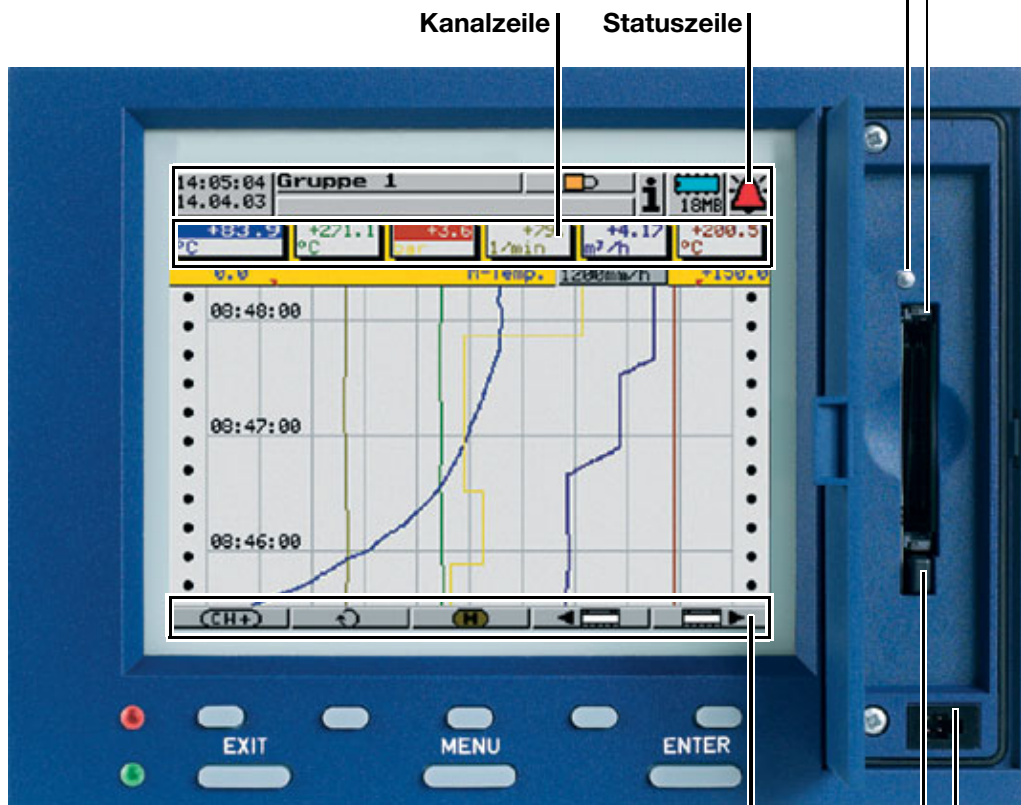 Kanalzeile Statuszeile
14:05:04 Gruppe 1
14.04.03 i 18MB
+83.9 +271.1 +3.6 +79 +4.17 +200.5
°C °C bar 1/min m³/h °C
0.0 M-Temp. 1200mm/h +150.0
08:48:00
08:47:00
08:46:00
(CH+) H
EXIT MENU ENTER